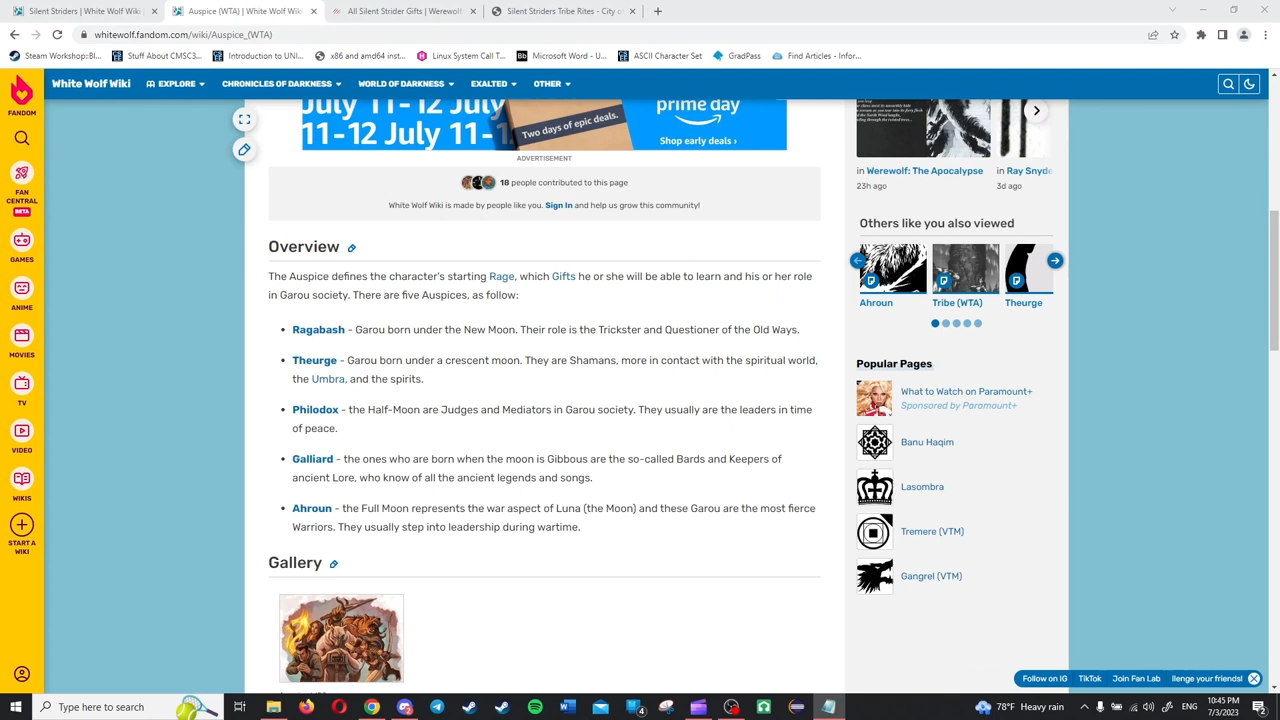 Silent Striders | White Wolf Wiki
Auspice (WTA) | White Wolf Wiki
All Silent Strider Gifts | Werewolf
Silent Striders Tribe Rites - City o
whitewolf.fandom.com/wiki/Auspice_(WTA)
Steam Workshop::Bl...
Stuff About CMSC3...
Introduction to UNI...
x86 and amd64 inst...
Linux System Call T...
Microsoft Word - U...
ASCII Character Set
GradPass
Find Articles - Infor...
White Wolf Wiki
EXPLORE
CHRONICLES OF DARKNESS
WORLD OF DARKNESS
EXALTED
OTHER
FANDOM
FAN CENTRAL
BETA
GAMES
ANIME
MOVIES
TV
VIDEO
WIKIS
START A WIKI
July 11-12 July
11-12 July 11-1
Two days of epic deals.
prime day
Shop early deals ›
ADVERTISEMENT
18 people contributed to this page
White Wolf Wiki is made by people like you. Sign In and help us grow this community!
Overview
The Auspice defines the character's starting Rage, which Gifts he or she will be able to learn and his or her role
in Garou society. There are five Auspices, as follow:
• Ragabash - Garou born under the New Moon. Their role is the Trickster and Questioner of the Old Ways.
• Theurge - Garou born under a crescent moon. They are Shamans, more in contact with the spiritual world,
the Umbra, and the spirits.
• Philodox - the Half-Moon are Judges and Mediators in Garou society. They usually are the leaders in time
of peace.
• Galliard - the ones who are born when the moon is Gibbous are the so-called Bards and Keepers of
ancient Lore, who know of all the ancient legends and songs.
• Ahroun - the Full Moon represents the war aspect of Luna (the Moon) and these Garou are the most fierce
Warriors. They usually step into leadership during wartime.
Gallery
in Werewolf: The Apocalypse
23h ago
in Ray Snyde
3d ago
Others like you also viewed
Ahroun
Tribe (WTA)
Theurge
Popular Pages
What to Watch on Paramount+
Sponsored by Paramount+
Banu Haqim
Lasombra
Tremere (VTM)
Gangrel (VTM)
Follow on IG
TikTok
Join Fan Lab
llenge your friends!
Type here to search
78°F Heavy rain
ENG
10:45 PM
7/3/2023
2